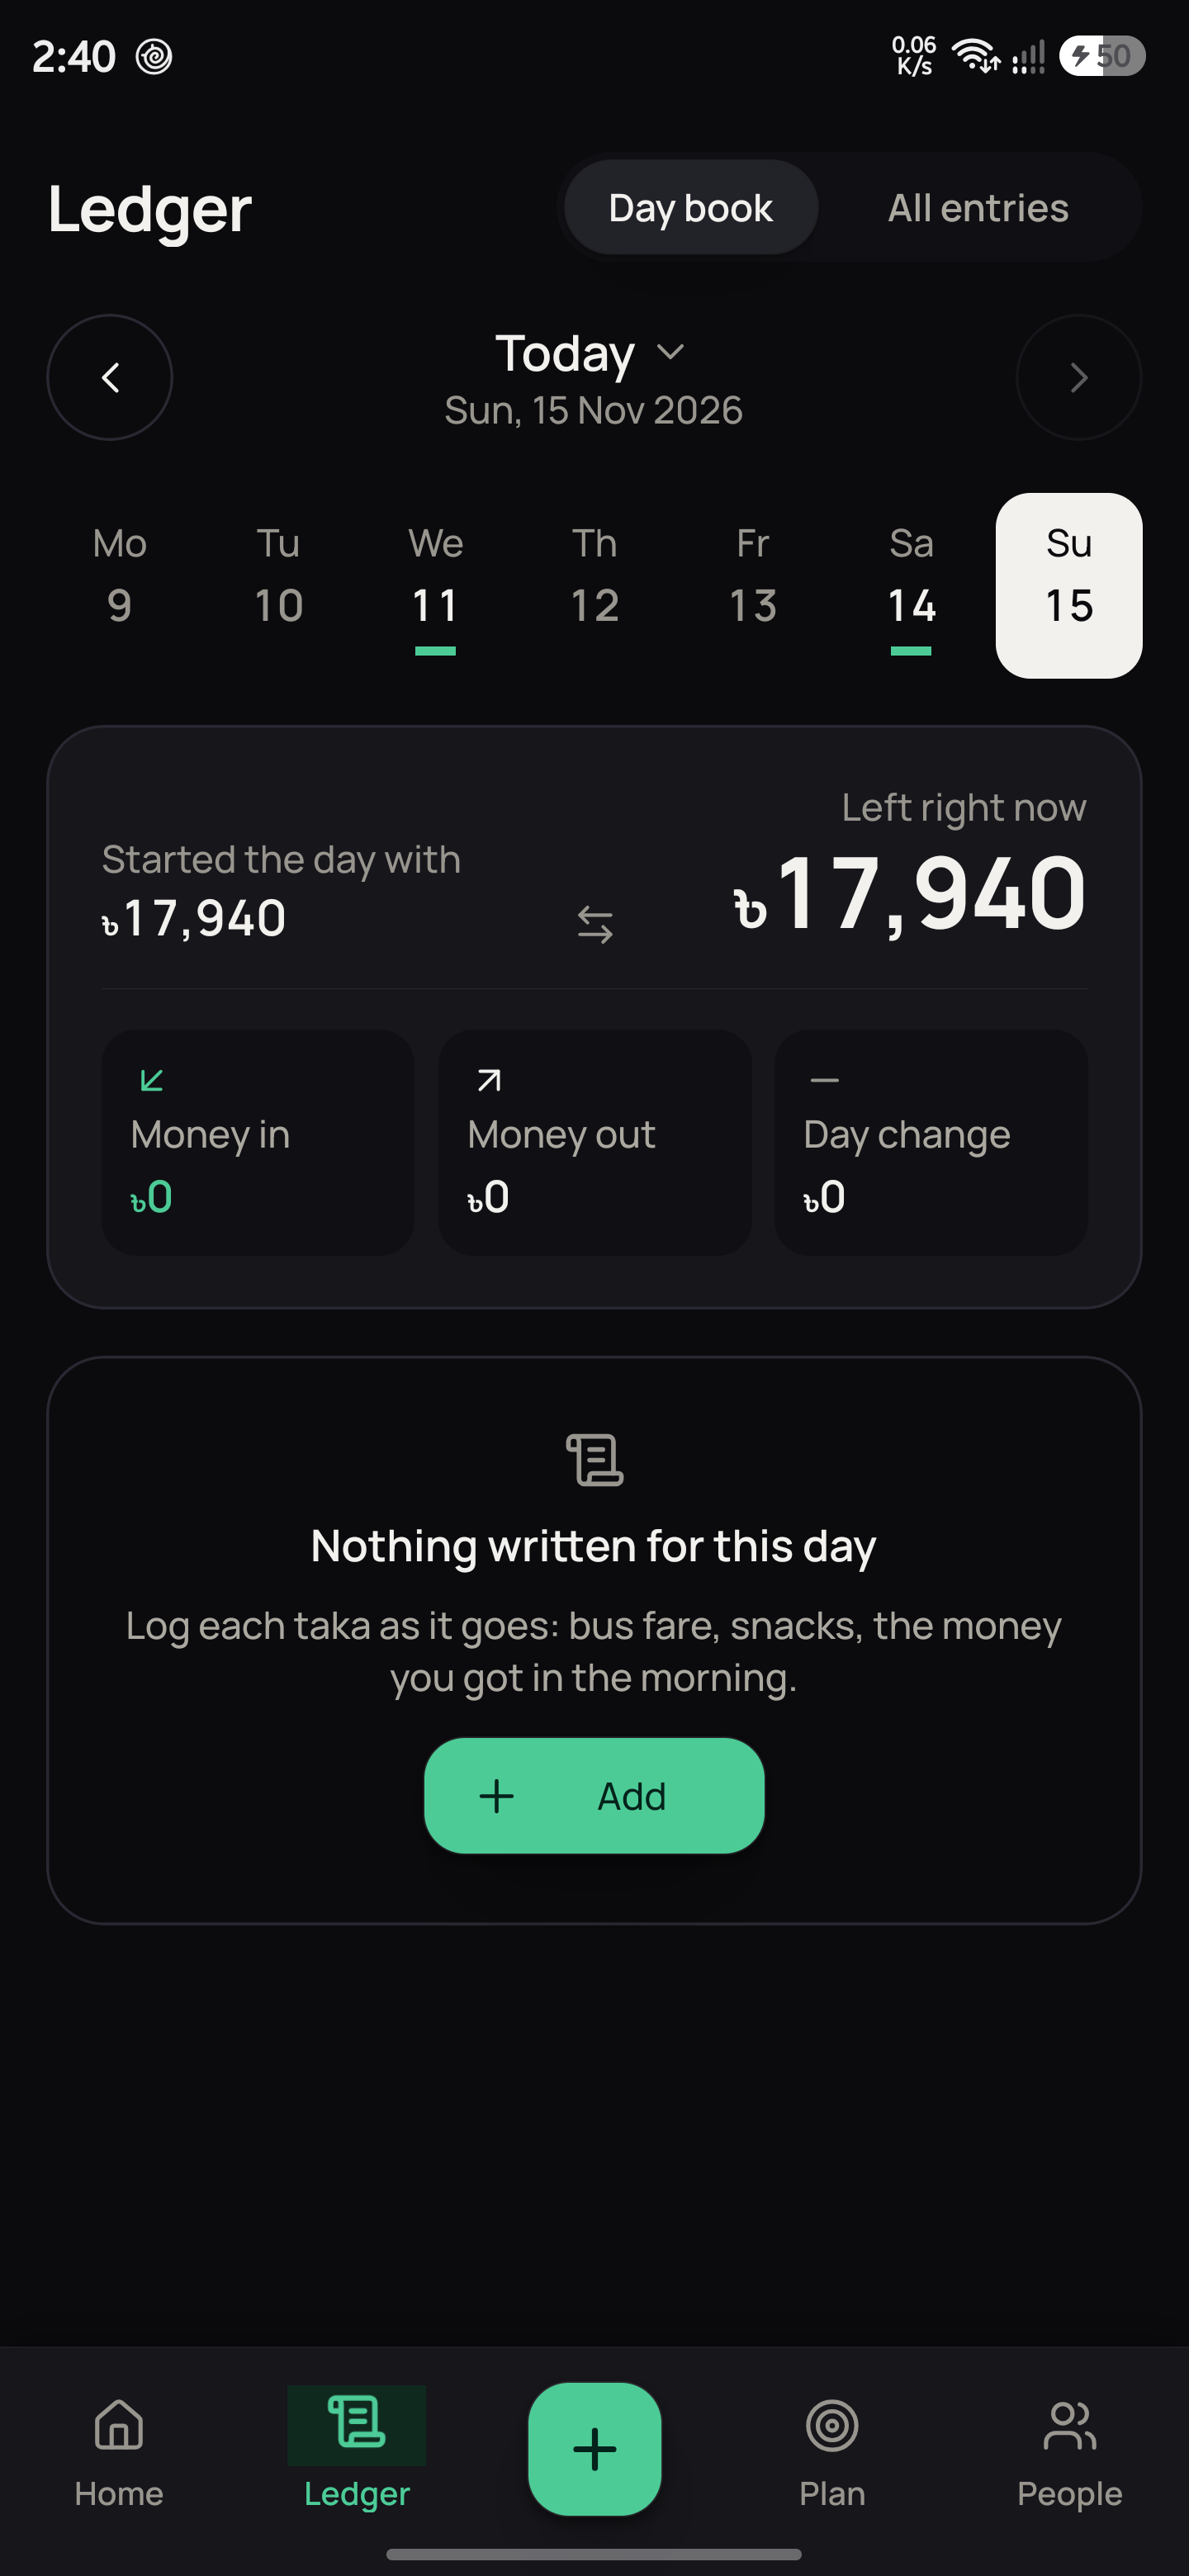 2:40
0.06
K/s
50
Ledger
Day book
All entries
Today
Sun, 15 Nov 2026
Mo Tu We Th Fr Sa Su
9 10 11 12 13 14 15
Left right now
Started the day with
৳17,940
৳17,940
Money in
Money out
Day change
৳0
৳0
৳0
Nothing written for this day
Log each taka as it goes: bus fare, snacks, the money
you got in the morning.
Add
Home
Ledger
Plan
People